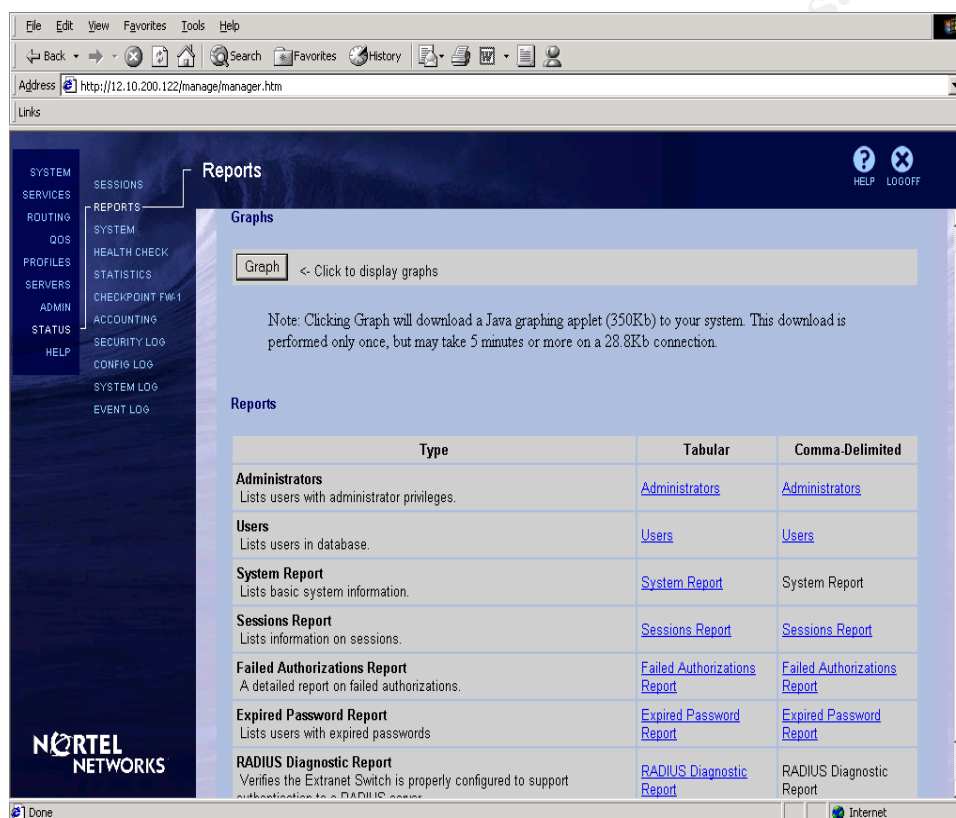 File Edit View Favorites Tools Help
Back Search Favorites History
Address http://12.10.200.122/manage/manager.htm
Links
SYSTEM
SERVICES
ROUTING
QOS
PROFILES
SERVERS
ADMIN
STATUS
HELP
SESSIONS
REPORTS
SYSTEM
HEALTH CHECK
STATISTICS
CHECKPOINT FW-1
ACCOUNTING
SECURITY LOG
CONFIG LOG
SYSTEM LOG
EVENT LOG
Reports
HELP LOGOFF
Graphs
Graph <- Click to display graphs
Note: Clicking Graph will download a Java graphing applet (350Kb) to your system. This download is
performed only once, but may take 5 minutes or more on a 28.8Kb connection.
Reports
Type Tabular Comma-Delimited
Administrators
Lists users with administrator privileges.
Administrators Administrators
Users
Lists users in database.
Users Users
System Report
Lists basic system information.
System Report System Report
Sessions Report
Lists information on sessions.
Sessions Report Sessions Report
Failed Authorizations Report
A detailed report on failed authorizations.
Failed Authorizations Report Failed Authorizations Report
Expired Password Report
Lists users with expired passwords
Expired Password Report Expired Password Report
RADIUS Diagnostic Report
Verifies the Extranet Switch is properly configured to support
authentication to a RADIUS server.
RADIUS Diagnostic Report RADIUS Diagnostic Report
NORTEL
NETWORKS
Done Internet